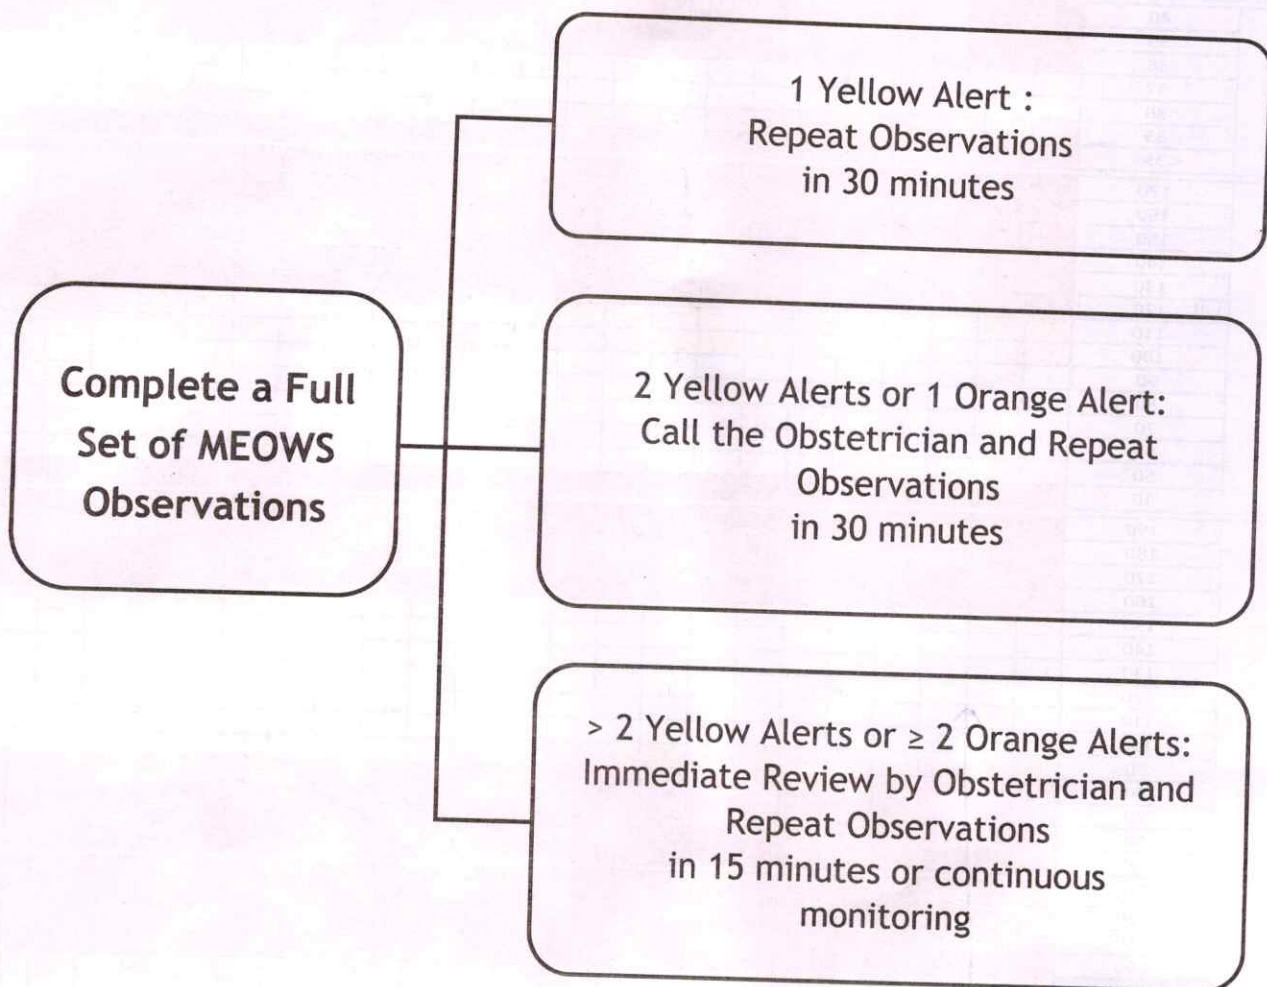 1 Yellow Alert :
Repeat Observations
in 30 minutes
Complete a Full
Set of MEOWS
Observations
2 Yellow Alerts or 1 Orange Alert:
Call the Obstetrician and Repeat
Observations
in 30 minutes
> 2 Yellow Alerts or ≥ 2 Orange Alerts:
Immediate Review by Obstetrician and
Repeat Observations
in 15 minutes or continuous
monitoring